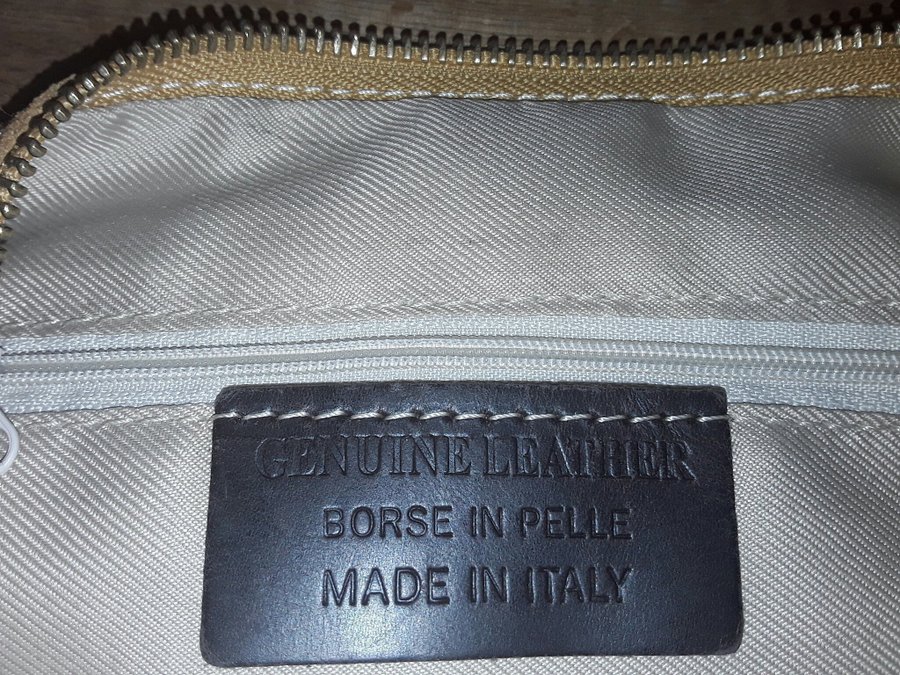 GENUINE LEATHER
BORSE IN PELLE
MADE IN ITALY